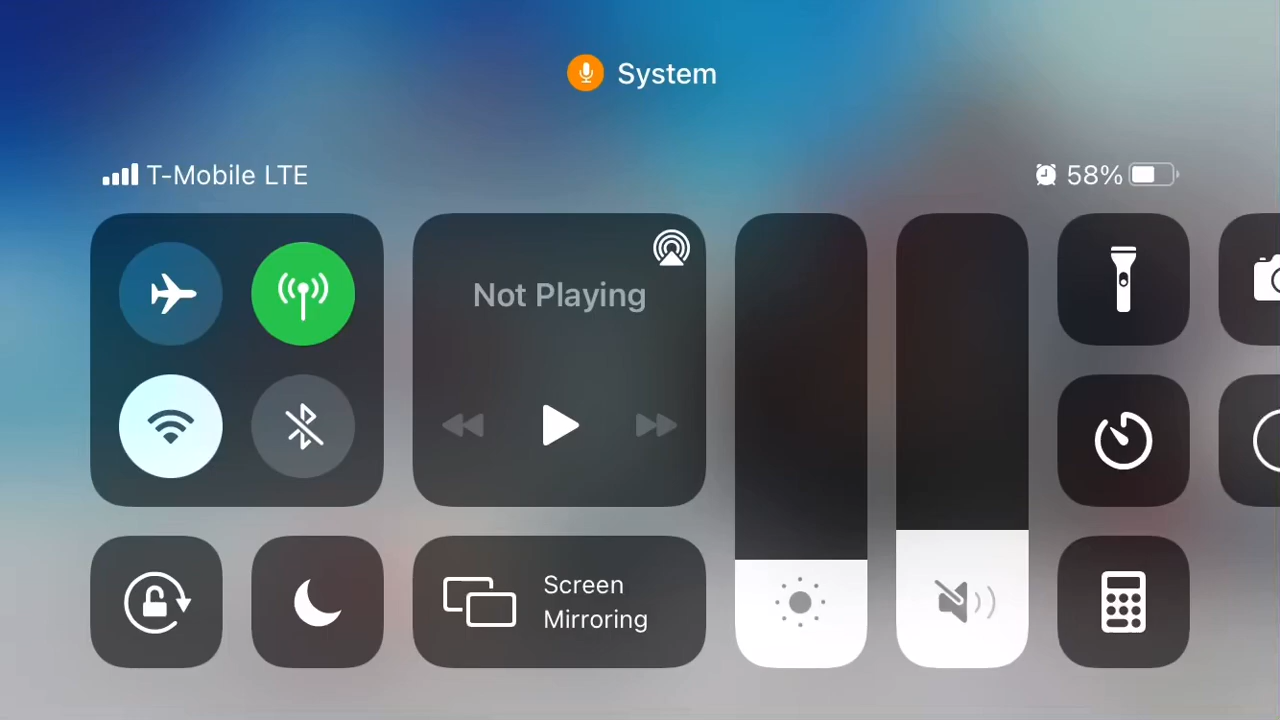 System
T-Mobile LTE
58%
Not Playing
Screen
Mirroring